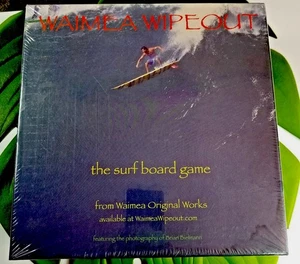 WAIMEA WIPEOUT
the surf board game
from Waimea Original Works
available at WaimeaWipeout.com
featuring the photography of Brian Bielmann